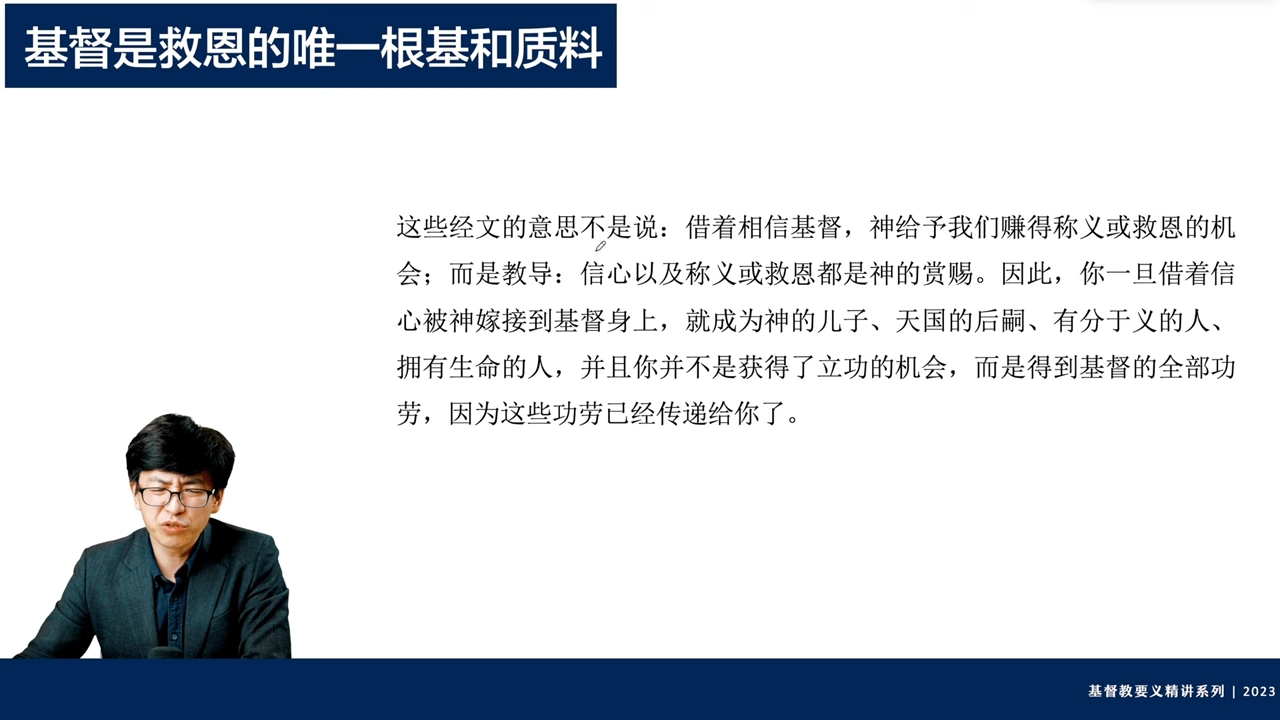 基督是救恩的唯一根基和质料
这些经文的意思不是说：借着相信基督，神给予我们赚得称义或救恩的机
会；而是教导：信心以及称义或救恩都是神的赏赐。因此，你一旦借着信
心被神嫁接到基督身上，就成为神的儿子、天国的后嗣、有分于义的人、
拥有生命的人，并且你并不是获得了立功的机会，而是得到基督的全部功
劳，因为这些功劳已经传递给你了。
基督教要义精讲系列 | 2023